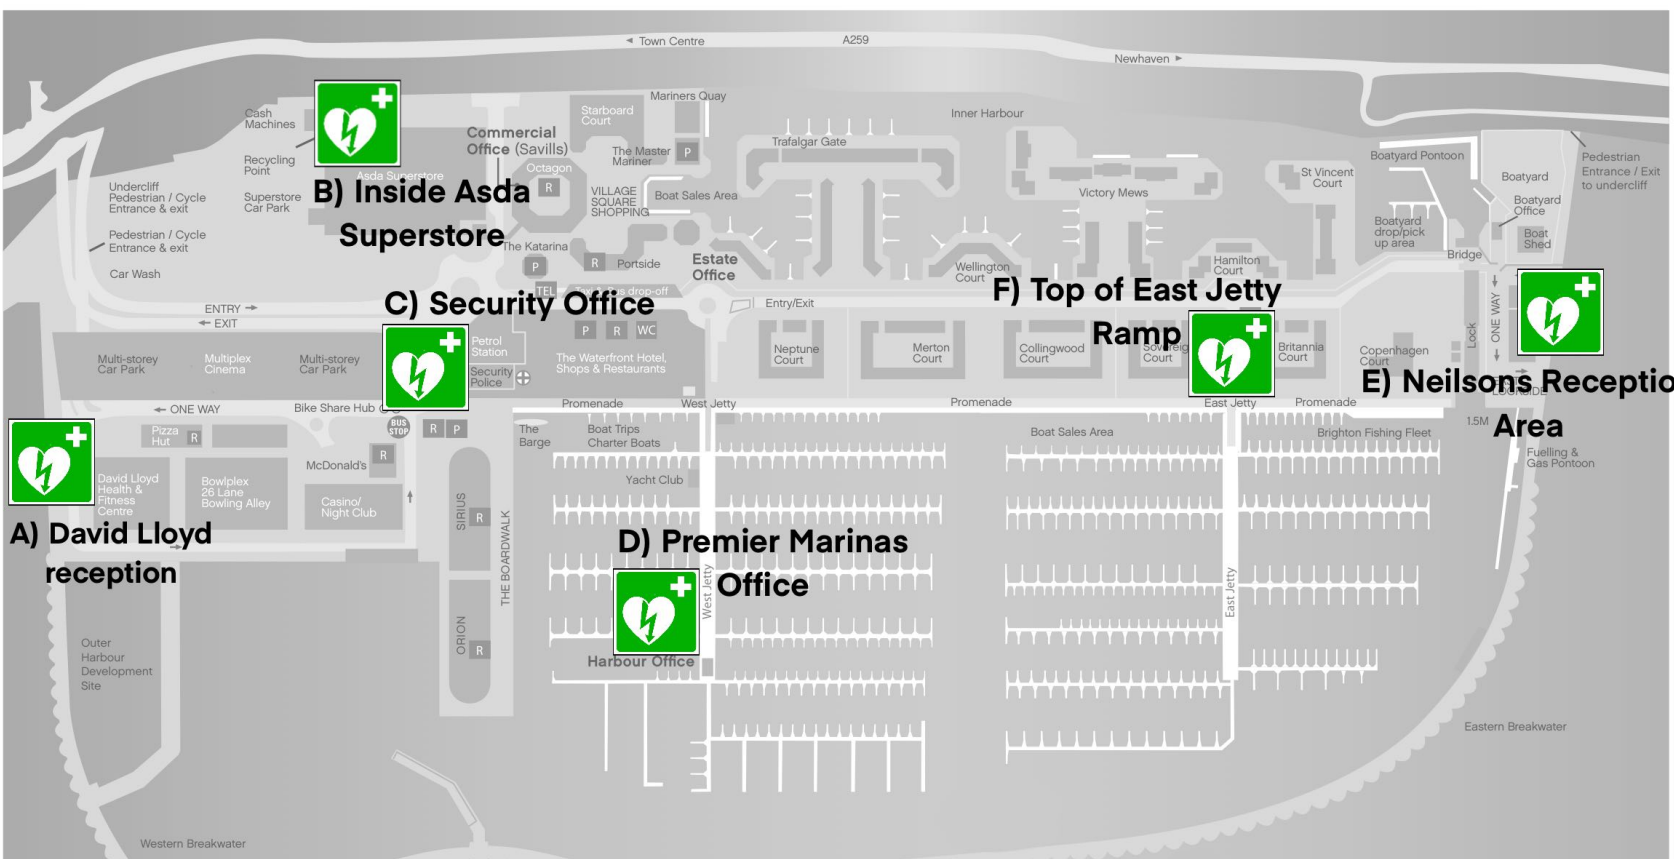 Town Centre
A259
Newhaven
Mariners Quay
Cash
Machines
Starboard
Court
Inner Harbour
Commercial
Office (Savills)
The Master
Mariner
P
Trafalgar Gate
Recycling
Point
Asda Superstore
Octagon
R
Boatyard Pontoon
Pedestrian
Entrance / Exit
to undercliff
Undercliff
Pedestrian / Cycle
Entrance & exit
Superstore
Car Park
B) Inside Asda
Superstore
VILLAGE
SQUARE
SHOPPING
Boat Sales Area
Victory Mews
St Vincent
Court
Boatyard
Boatyard
Office
Boatyard
drop/pick
up area
Boat
Shed
Pedestrian / Cycle
Entrance & exit
The Katarina
P
R
Portside
Estate
Office
Wellington
Court
Hamilton
Court
Bridge
Car Wash
TEL
Taxi & Bus drop-off
C) Security Office
F) Top of East Jetty
Ramp
Entry/Exit
ENTRY
EXIT
ONE WAY
Lock
Multi-storey
Car Park
Multiplex
Cinema
Multi-storey
Car Park
Petrol
Station
Security
Police
P
R
WC
The Waterfront Hotel,
Shops & Restaurants
Neptune
Court
Merton
Court
Collingwood
Court
Court
Britannia
Court
Copenhagen
Court
E) Neilsons Receptio
Area
ONE WAY
Bike Share Hub
BUS
STOP
R
P
Promenade
West Jetty
Promenade
East Jetty
Promenade
1.5M
Pizza
Hut
R
The
Barge
Boat Trips
Charter Boats
Boat Sales Area
Brighton Fishing Fleet
Fuelling &
Gas Pontoon
McDonald's
R
David Lloyd
Health &
Fitness
Centre
Bowlplex
26 Lane
Bowling Alley
Casino/
Night Club
Yacht Club
SIRIUS
R
THE BOARDWALK
A) David Lloyd
reception
D) Premier Marinas
Office
West Jetty
East Jetty
ORION
R
Harbour Office
Outer
Harbour
Development
Site
Eastern Breakwater
Western Breakwater